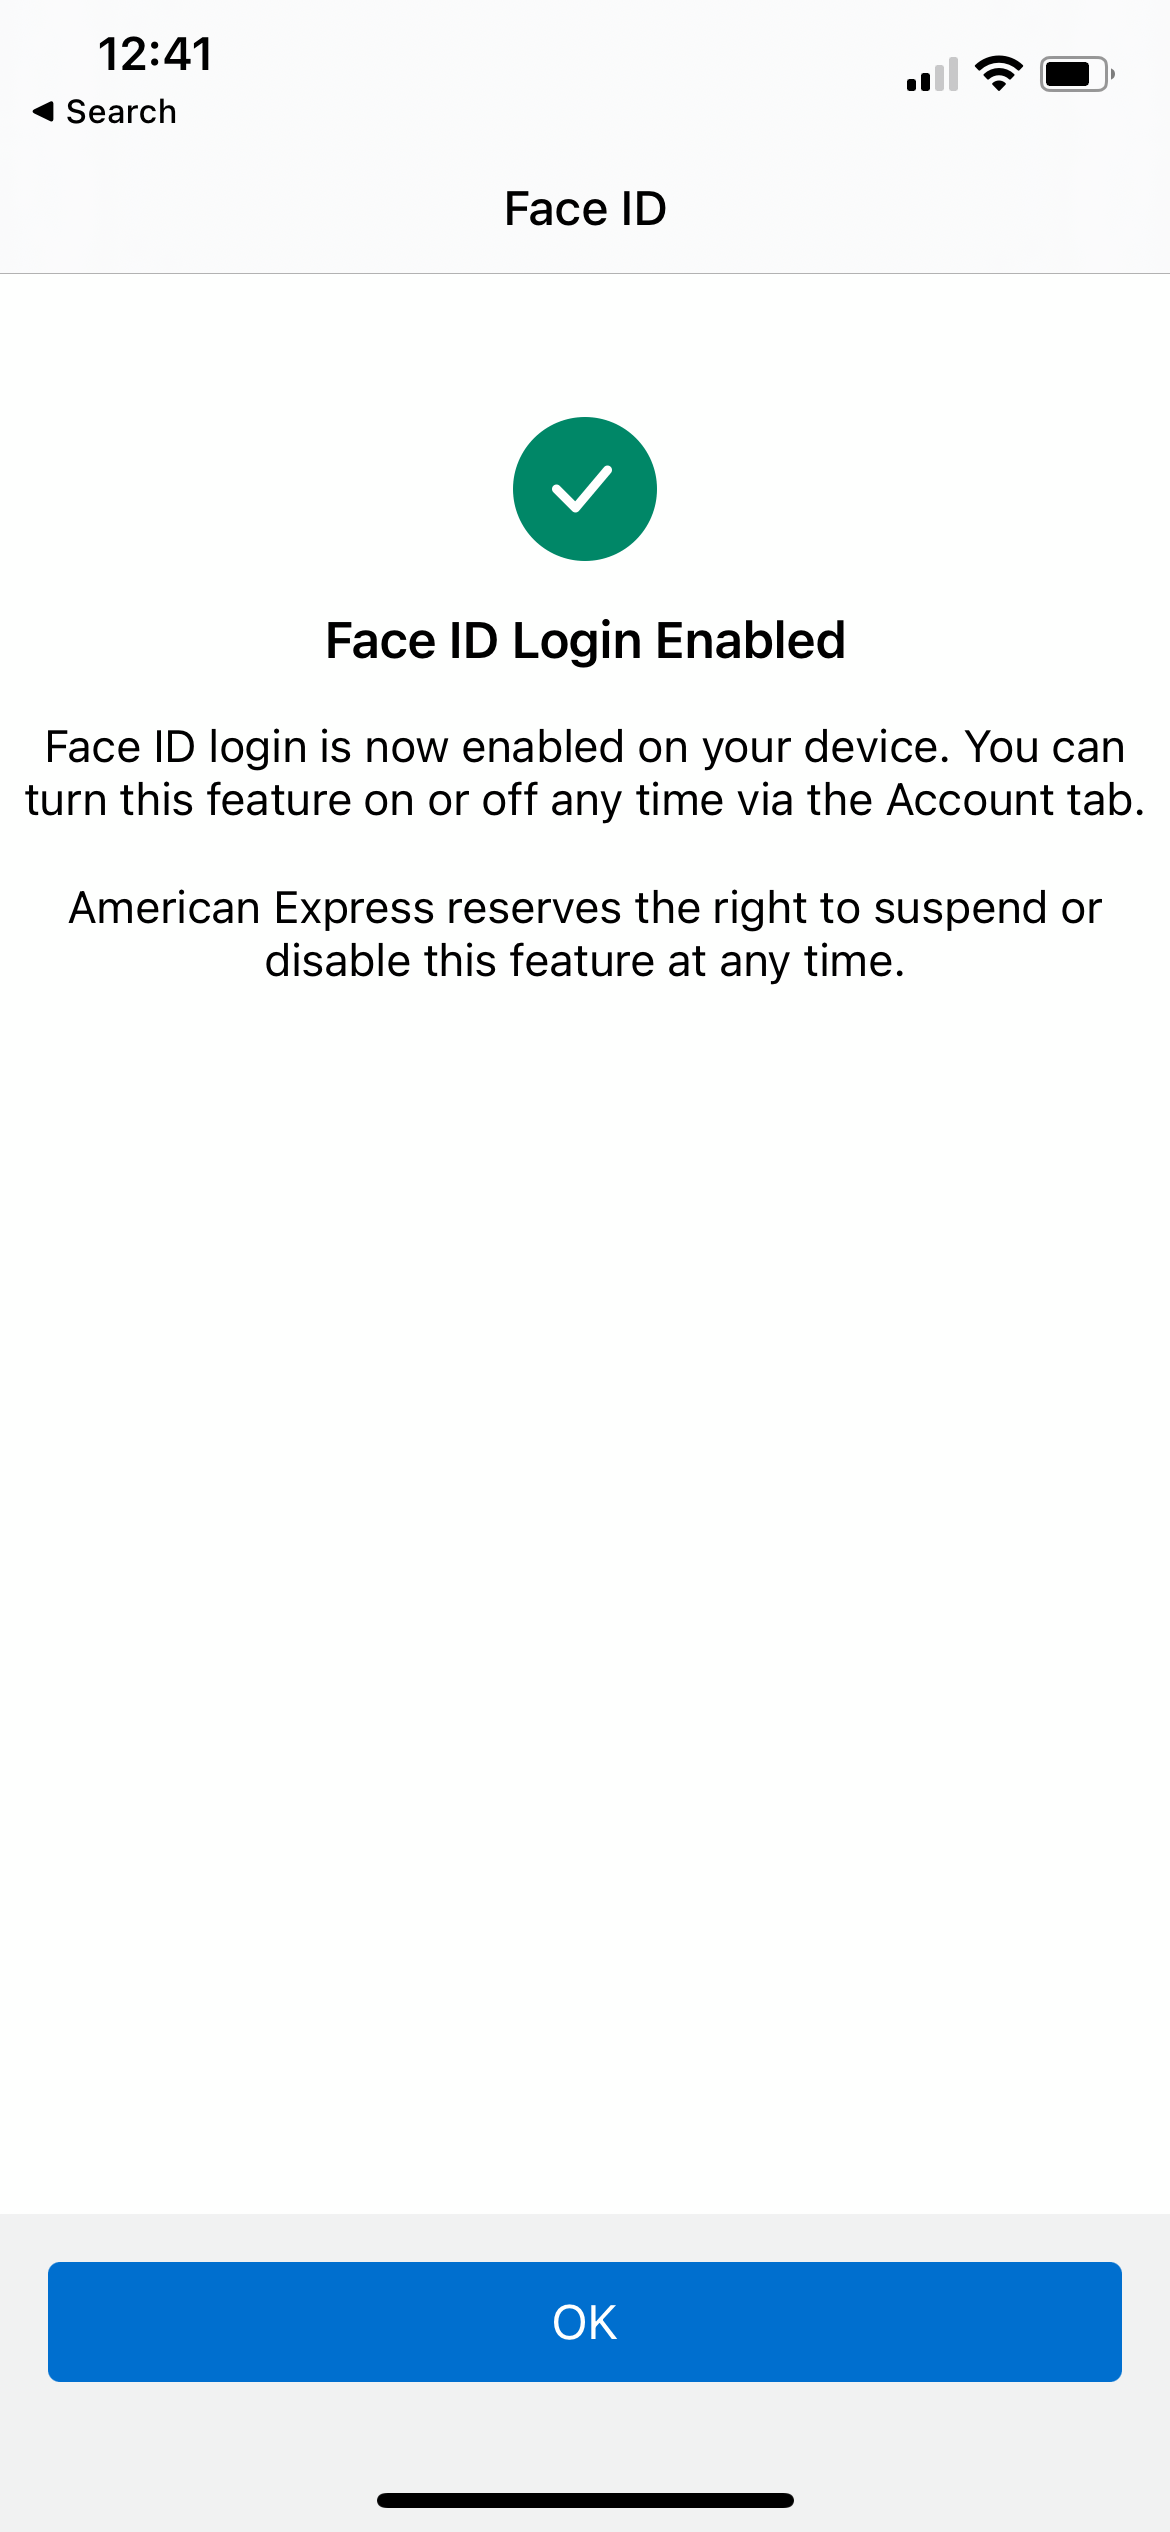 12:41
Search
Face ID
Face ID Login Enabled
Face ID login is now enabled on your device. You can
turn this feature on or off any time via the Account tab.
American Express reserves the right to suspend or
disable this feature at any time.
OK